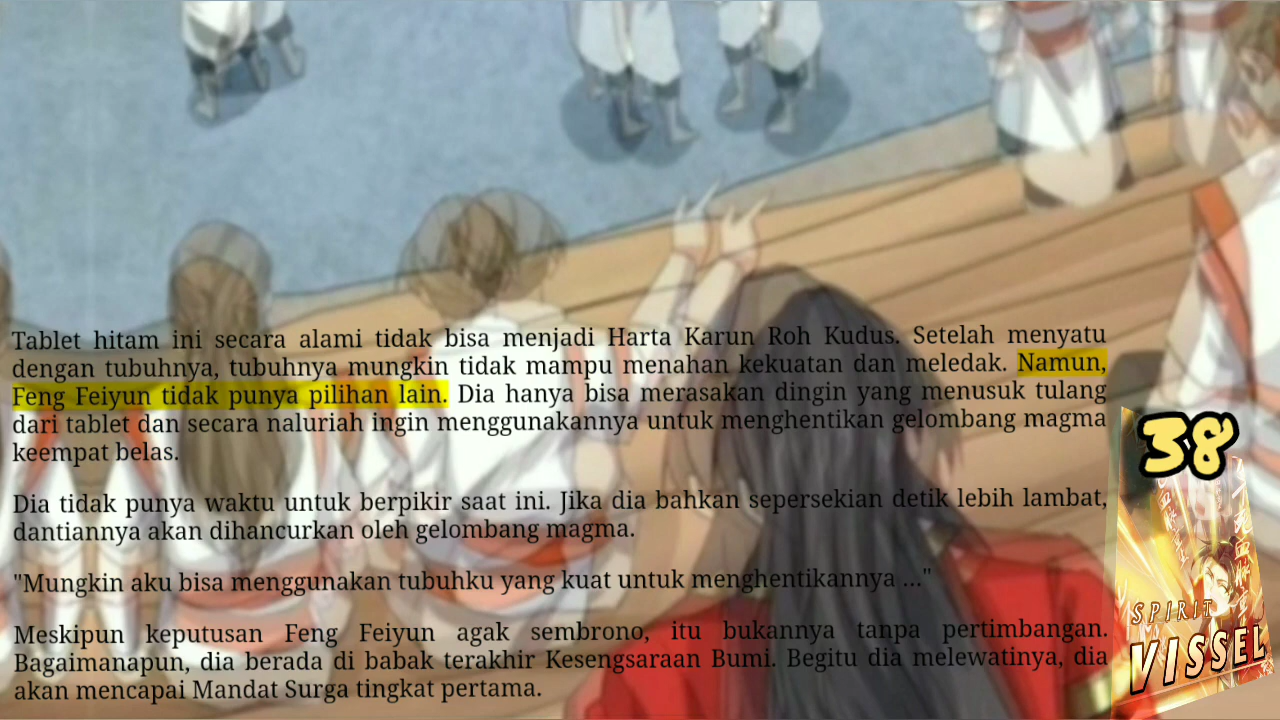 Tablet hitam ini secara alami tidak bisa menjadi Harta Karun Roh Kudus. Setelah menyatu
dengan tubuhnya, tubuhnya mungkin tidak mampu menahan kekuatan dan meledak. Namun,
Feng Feiyun tidak punya pilihan lain. Dia hanya bisa merasakan dingin yang menusuk tulang
dari tablet dan secara naluriah ingin menggunakannya untuk menghentikan gelombang magma
keempat belas.
Dia tidak punya waktu untuk berpikir saat ini. Jika dia bahkan sepersekian detik lebih lambat,
dantiannya akan dihancurkan oleh gelombang magma.
"Mungkin aku bisa menggunakan tubuhku yang kuat untuk menghentikannya ..."
Meskipun keputusan Feng Feiyun agak sembrono, itu bukannya tanpa pertimbangan.
Bagaimanapun, dia berada di babak terakhir Kesengsaraan Bumi. Begitu dia melewatinya, dia
akan mencapai Mandat Surga tingkat pertama.
38
SPIRIT
VISSEL